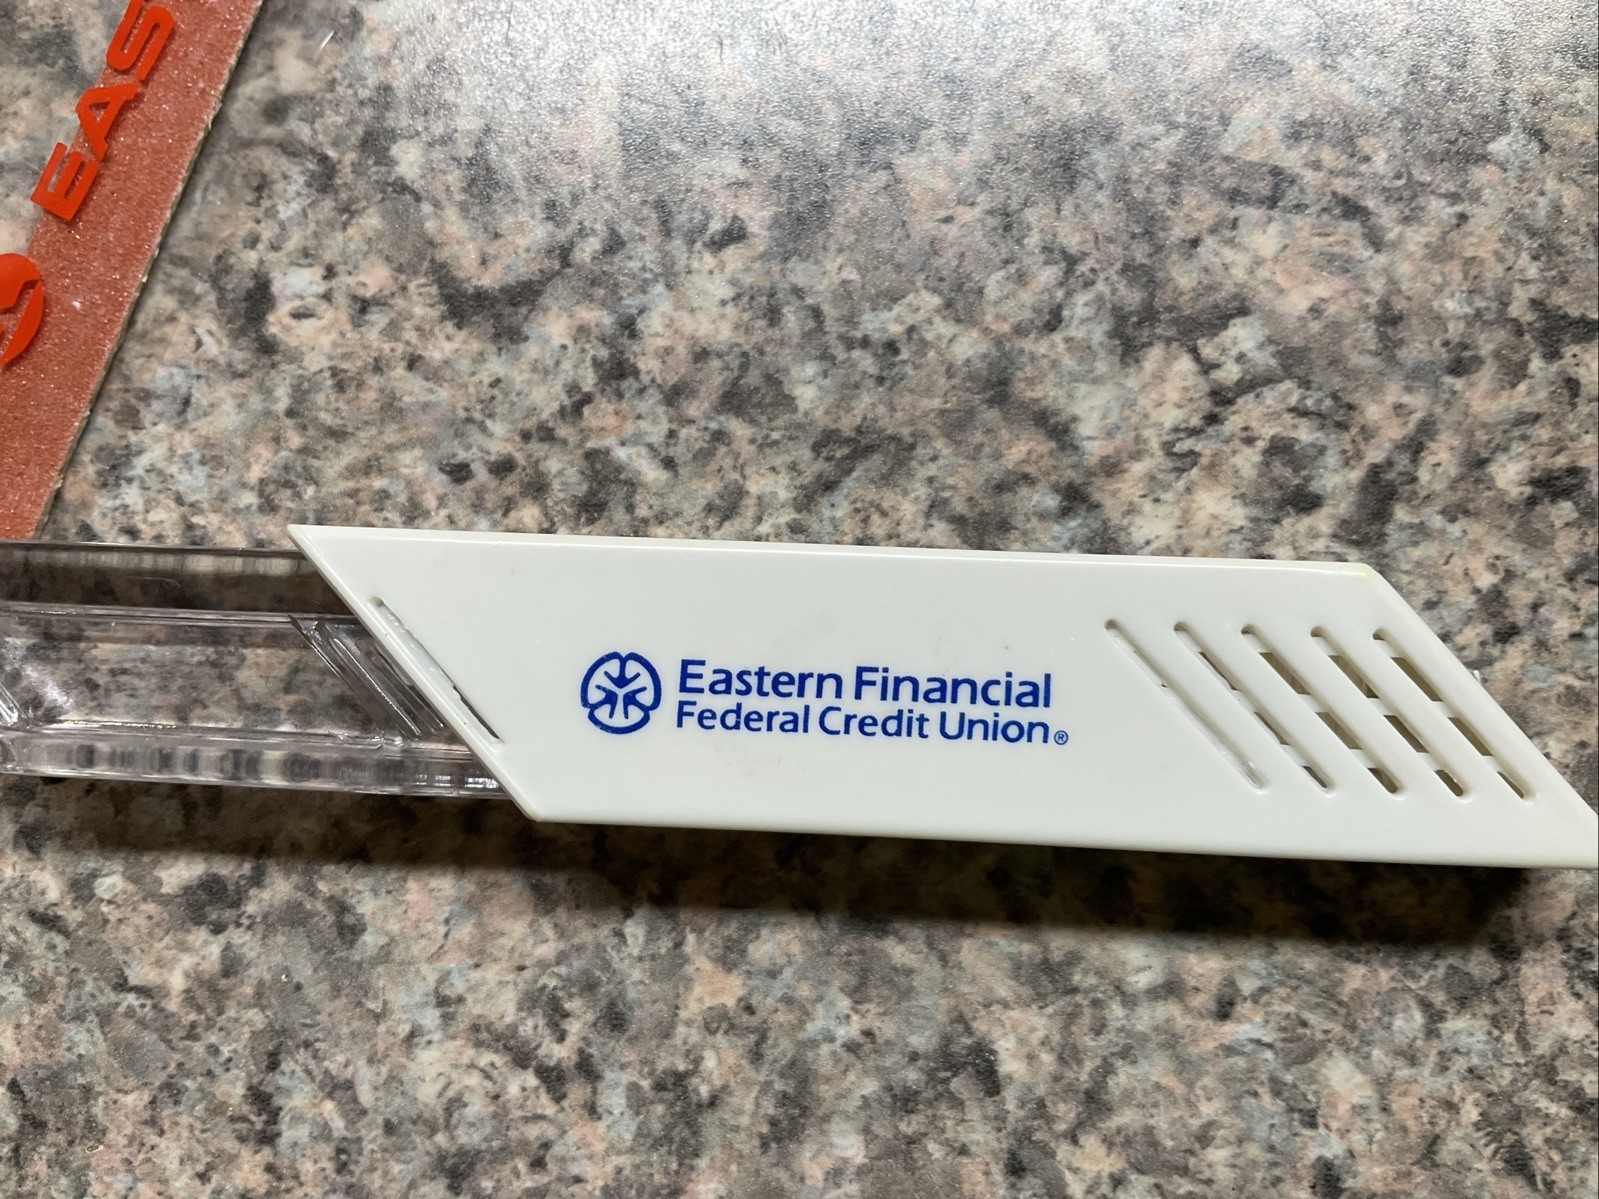 EAS
Eastern Financial
Federal Credit Union®